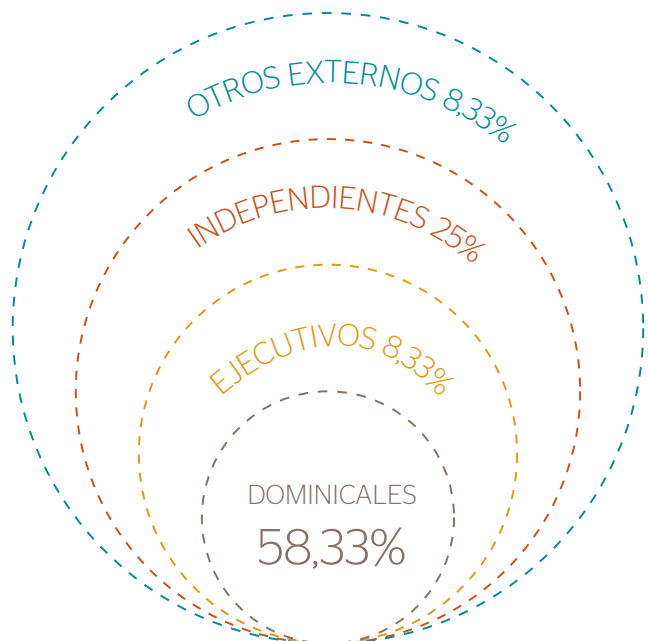 OTROS EXTERNOS 8,33%
INDEPENDIENTES 25%
EJECUTIVOS 8,33%
DOMINICALES
58,33%